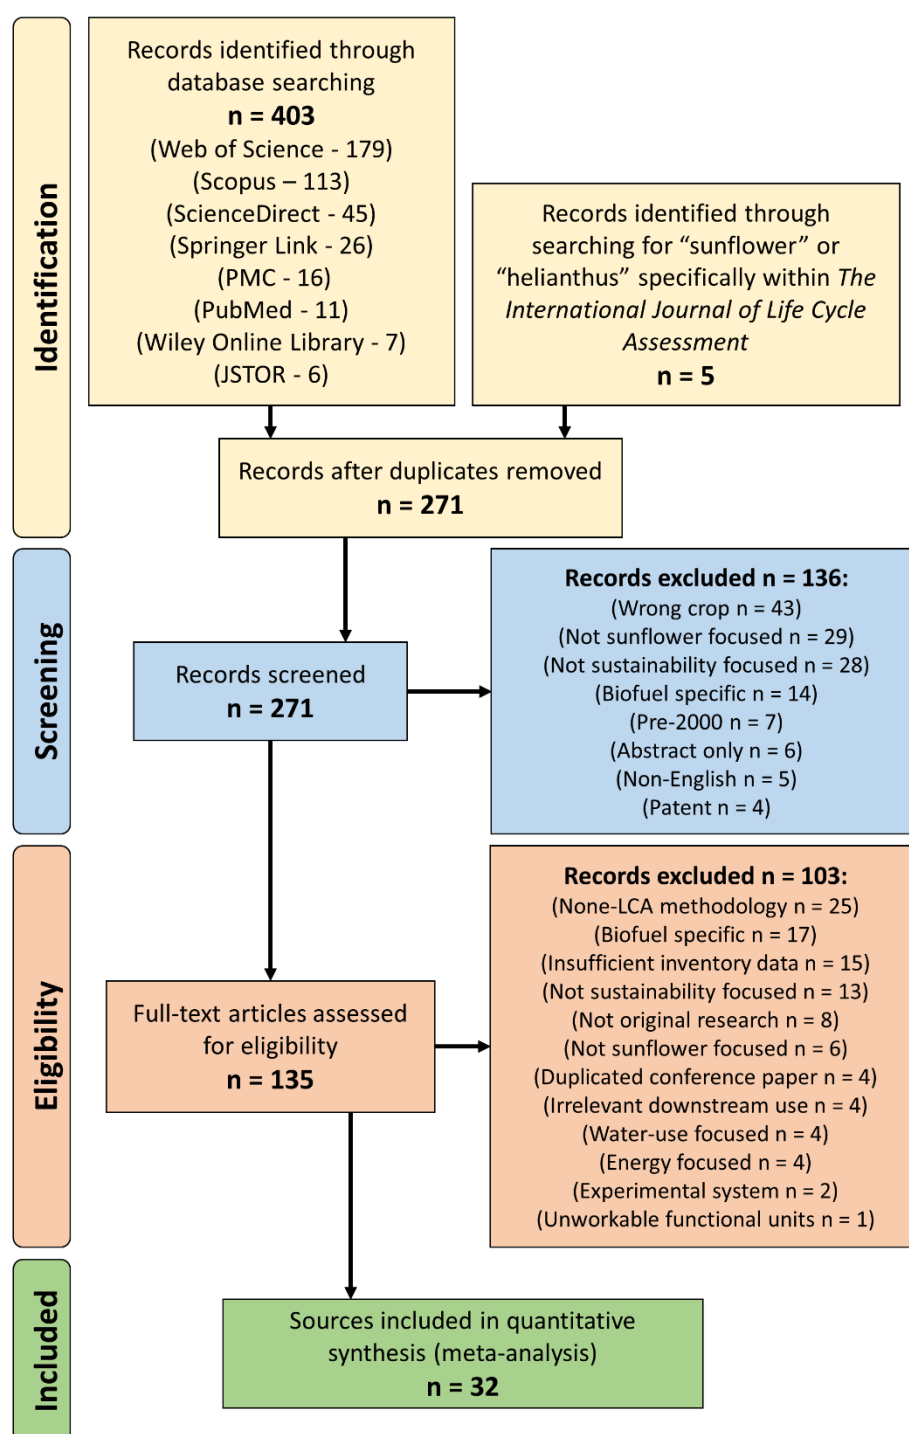 Identification
Records identified through
database searching
n = 403
(Web of Science - 179)
(Scopus – 113)
(ScienceDirect - 45)
(Springer Link - 26)
(PMC - 16)
(PubMed - 11)
(Wiley Online Library - 7)
(JSTOR - 6)
Records identified through
searching for “sunflower” or
“helianthus” specifically within The
International Journal of Life Cycle
Assessment
n = 5
Records after duplicates removed
n = 271
Screening
Records screened
n = 271
Records excluded n = 136:
(Wrong crop n = 43)
(Not sunflower focused n = 29)
(Not sustainability focused n = 28)
(Biofuel specific n = 14)
(Pre-2000 n = 7)
(Abstract only n = 6)
(Non-English n = 5)
(Patent n = 4)
Eligibility
Full-text articles assessed
for eligibility
n = 135
Records excluded n = 103:
(None-LCA methodology n = 25)
(Biofuel specific n = 17)
(Insufficient inventory data n = 15)
(Not sustainability focused n = 13)
(Not original research n = 8)
(Not sunflower focused n = 6)
(Duplicated conference paper n = 4)
(Irrelevant downstream use n = 4)
(Water-use focused n = 4)
(Energy focused n = 4)
(Experimental system n = 2)
(Unworkable functional units n = 1)
Included
Sources included in quantitative
synthesis (meta-analysis)
n = 32